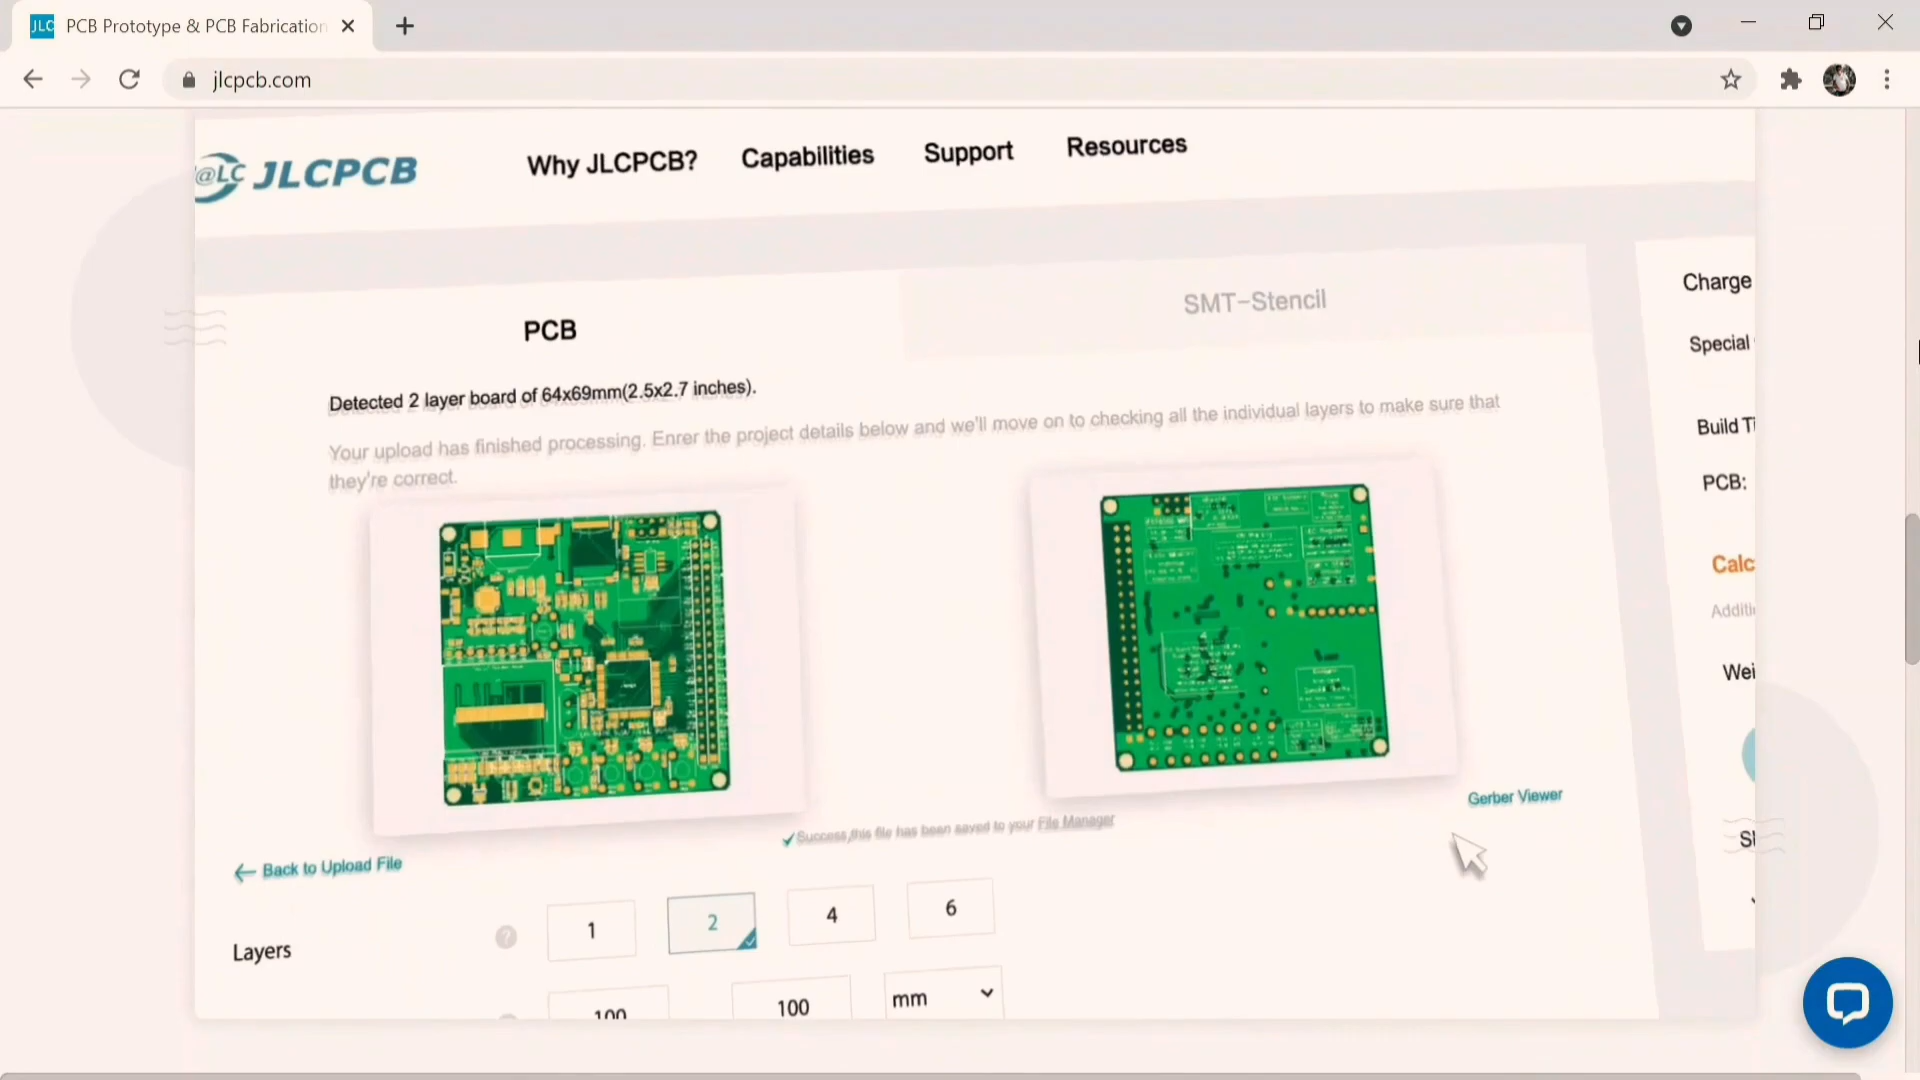 JLC PCB Prototype & PCB Fabrication
jlcpcb.com
JLCPCB
Why JLCPCB?
Capabilities
Support
Resources
PCB
SMT-Stencil
Detected 2 layer board of 64x69mm(2.5x2.7 inches).
Your upload has finished processing. Enrer the project details below and we'll move on to checking all the individual layers to make sure that
they're correct.
Charge
Special
Build Ti
PCB:
Calc
Additi
Wei
Gerber Viewer
Success,this file has been saved to your File Manager
Back to Upload File
Layers
?
1
2
4
6
100
100
mm